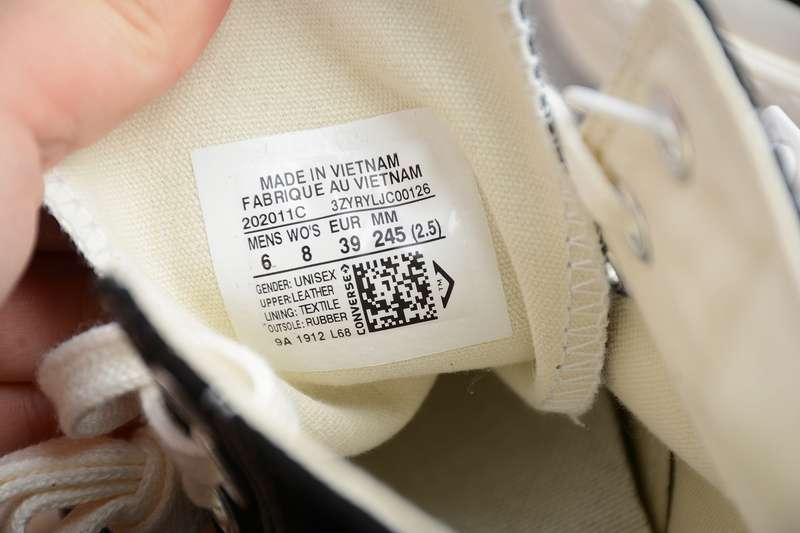 MADE IN VIETNAM
FABRIQUE AU VIETNAM
202011C 3ZYRYLJC00126
MENS WO'S EUR MM
6 8 39 245 (2.5)
GENDER: UNISEX
UPPER: LEATHER
LINING: TEXTILE
OUTSOLE: RUBBER
9A 1912 L68
CONVERSE
TM